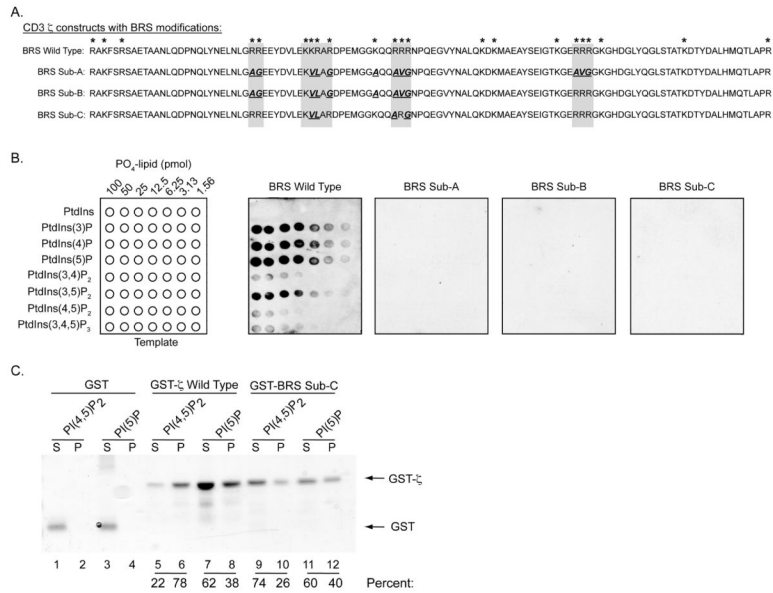 A.
CD3 ζ constructs with BRS modifications:
* * * ** *** * * *** * * * *** * * *
BRS Wild Type: RAKFSRSAETAANLQDPNQLYNELNLGRREEYDVLEKKRARDPEMGGKQQRRRNPQEGVYNALQKDKMAEAYSEIGTKGERRRGKGHDGLYQGLSTATKDTYDALHMQTLAPR
BRS Sub-A: RAKFSRSAETAANLQDPNQLYNELNLGAGEEYDVLEKVLAGDPEMGGAQQAVGNPQEGVYNALQKDKMAEAYSEIGTKGEAVGGKGHDGLYQGLSTATKDTYDALHMQTLAPR
BRS Sub-B: RAKFSRSAETAANLQDPNQLYNELNLGAGEEYDVLEKVLAGDPEMGGAQQAVGNPQEGVYNALQKDKMAEAYSEIGTKGERRRGKGHDGLYQGLSTATKDTYDALHMQTLAPR
BRS Sub-C: RAKFSRSAETAANLQDPNQLYNELNLGRREEYDVLEKVLARDPEMGGKQQARGNPQEGVYNALQKDKMAEAYSEIGTKGERRRGKGHDGLYQGLSTATKDTYDALHMQTLAPR
B.
PO4-lipid (pmol)
100 50 25 12.5 6.25 3.13 1.56
BRS Wild Type BRS Sub-A BRS Sub-B BRS Sub-C
PtdIns
PtdIns(3)P
PtdIns(4)P
PtdIns(5)P
PtdIns(3,4)P2
PtdIns(3,5)P2
PtdIns(4,5)P2
PtdIns(3,4,5)P3
Template
C.
GST GST-ζ Wild Type GST-BRS Sub-C
PI(4,5)P2 PI(5)P PI(4,5)P2 PI(5)P PI(4,5)P2 PI(5)P
S P S P S P S P S P S P
GST-ζ
GST
1 2 3 4 5 6 7 8 9 10 11 12
22 78 62 38 74 26 60 40 Percent: